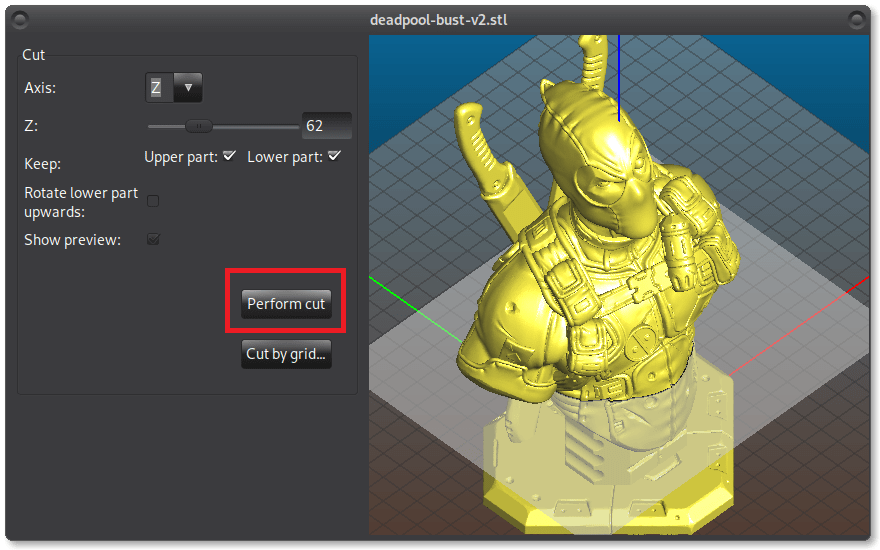 deadpool-bust-v2.stl
Cut
Axis: Z
Z: 62
Keep: Upper part: Lower part:
Rotate lower part
upwards:
Show preview:
Perform cut
Cut by grid...